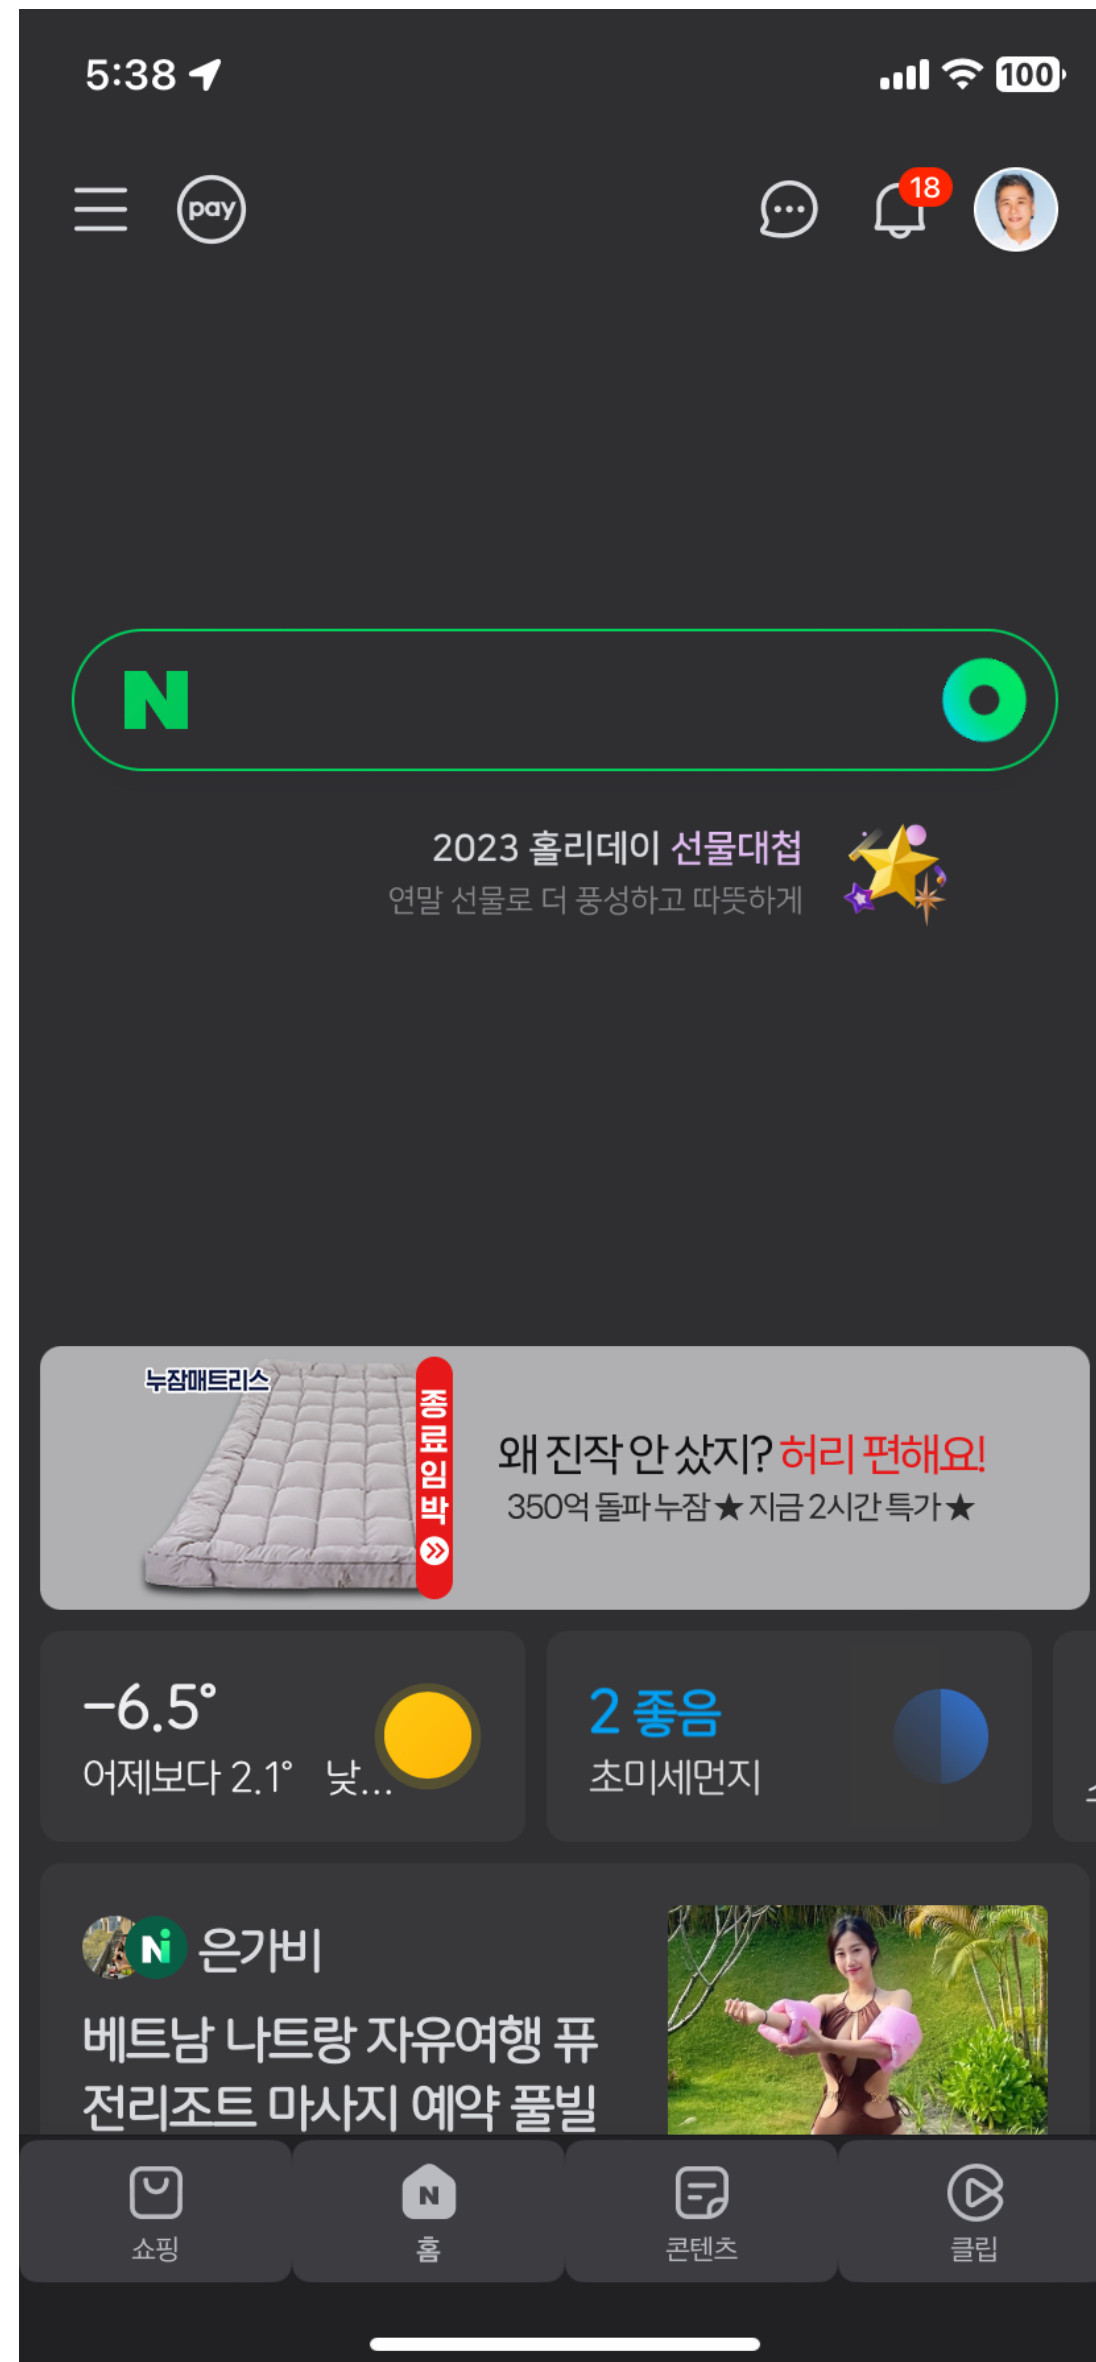 5:38
100
pay
18
N
2023 홀리데이 선물대첩
연말 선물로 더 풍성하고 따뜻하게
누잠매트리스
종료임박
왜 진작 안 샀지? 허리 편해요!
350억 돌파 누잠 ★ 지금 2시간 특가 ★
-6.5°
어제보다 2.1° 낮...
2 좋음
초미세먼지
Ni 은가비
베트남 나트랑 자유여행 퓨
전리조트 마사지 예약 풀빌
N
쇼핑 홈 콘텐츠 클립